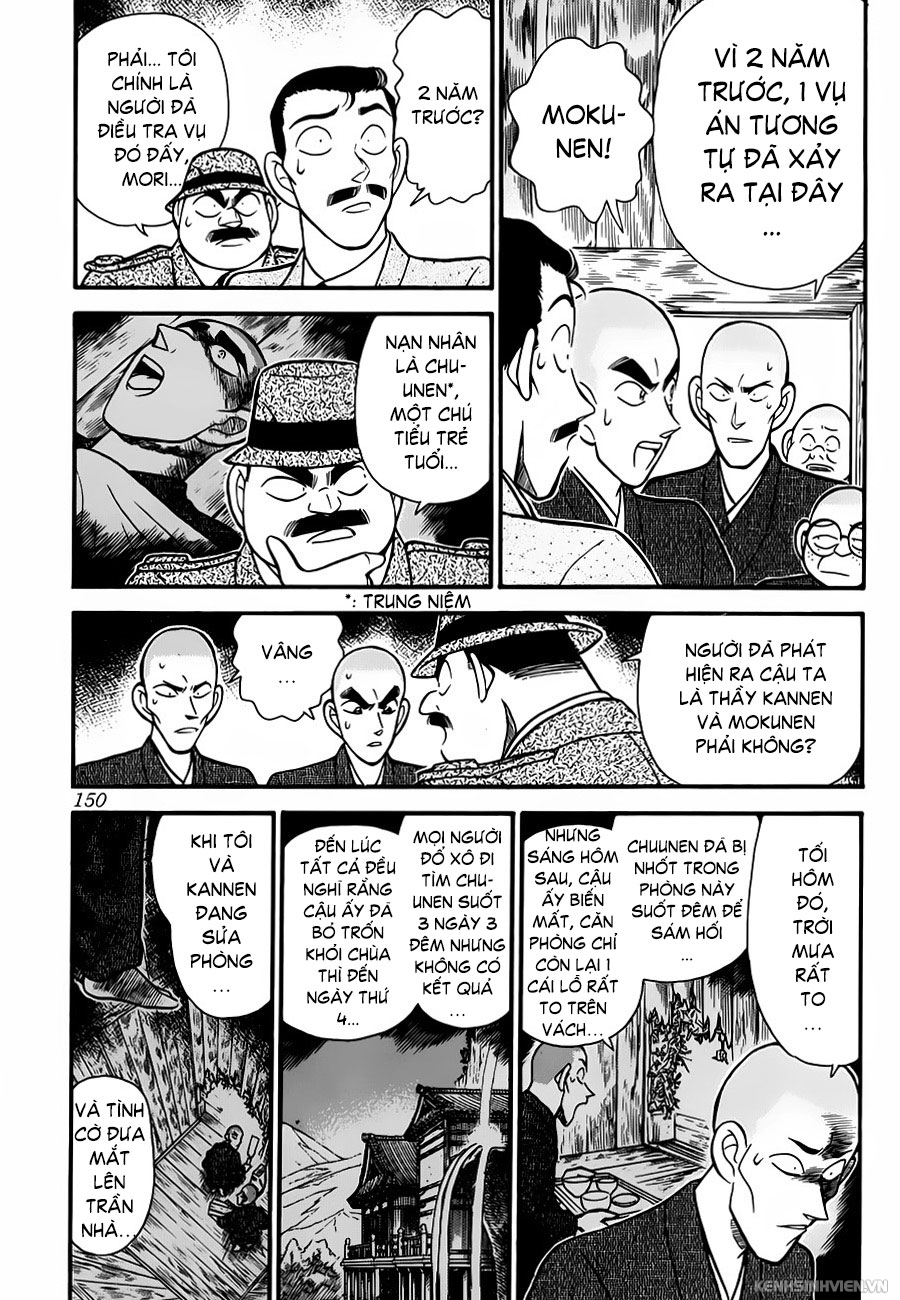 VÌ 2 NĂM
TRƯỚC, 1 VỤ
ÁN TƯƠNG
TỰ ĐÃ XẢY
RA TẠI ĐÂY
...
MOKU-
NEN!
2 NĂM
TRƯỚC?
PHẢI... TÔI
CHÍNH LÀ
NGƯỜI ĐÃ
ĐIỀU TRA VỤ
ĐÓ ĐẤY,
MORI...
NẠN NHÂN
LÀ CHU-
UNEN*,
MỘT CHÚ
TIỂU TRẺ
TUỔI...
*: TRUNG NIỆM
NGƯỜI ĐÃ PHÁT
HIỆN RA CẬU TA
LÀ THẦY KANNEN
VÀ MOKUNEN
PHẢI KHÔNG?
VÂNG
...
150
TỐI
HÔM
ĐÓ, TRỜI
MƯA
RẤT
TO
...
CHUUNEN ĐÃ BỊ
NHỐT TRONG
PHÒNG NÀY
SUỐT ĐÊM ĐỂ
SÁM HỐI
...
NHƯNG
SÁNG HÔM
SAU, CẬU
ẤY BIẾN
MẤT, CĂN
PHÒNG CHỈ
CÒN LẠI 1
CÁI LỖ RẤT
TO TRÊN
VÁCH...
MỌI NGƯỜI
ĐỔ XÔ ĐI
TÌM CHU-
UNEN SUỐT
3 NGÀY 3
ĐÊM NHƯNG
KHÔNG CÓ
KẾT QUẢ
...
ĐẾN LÚC
TẤT CẢ ĐỀU
NGHĨ RẰNG
CẬU ẤY ĐÃ
BỎ TRỐN
KHỎI CHÙA
THÌ ĐẾN
NGÀY THỨ
4...
KHI TÔI
VÀ
KANNEN
ĐANG
SỬA
PHÒNG
...
VÀ TÌNH
CỜ ĐƯA
MẮT LÊN
TRẦN
NHÀ...
KENHSINHVIEN.VN